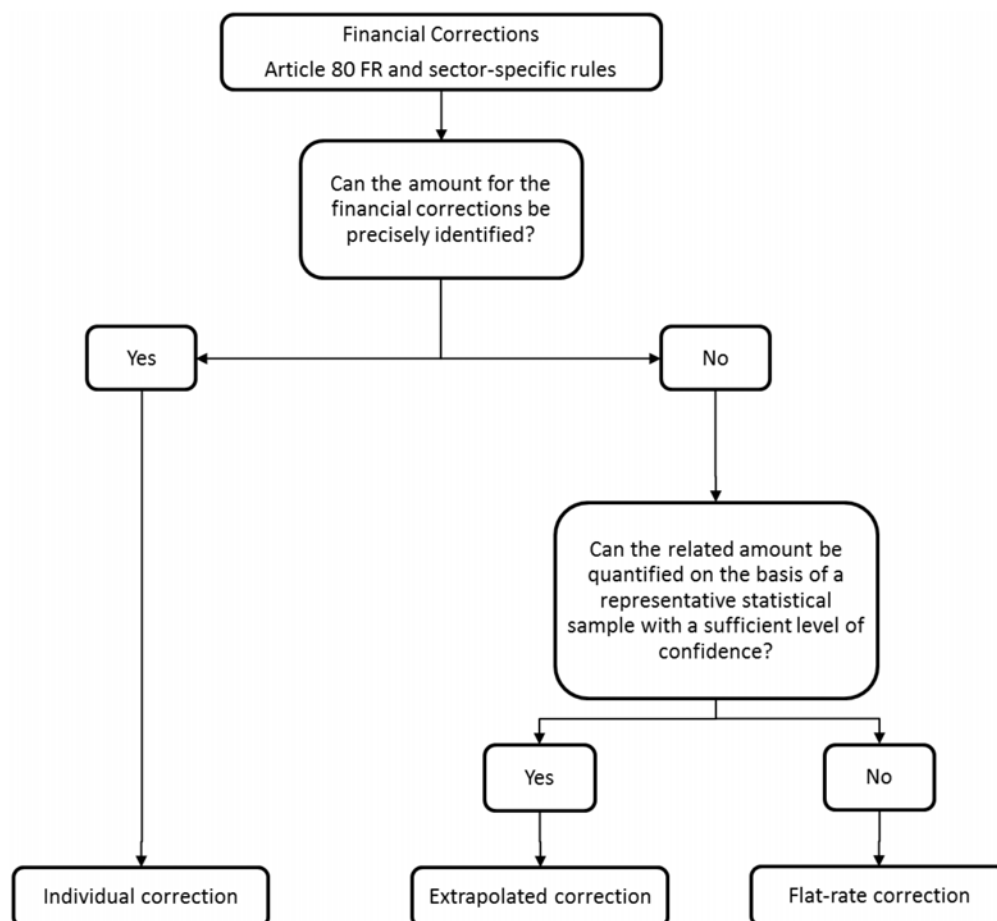 Financial Corrections
Article 80 FR and sector-specific rules
Can the amount for the
financial corrections be
precisely identified?
Yes
No
Can the related amount be
quantified on the basis of a
representative statistical
sample with a sufficient level of
confidence?
Yes
No
Individual correction
Extrapolated correction
Flat-rate correction